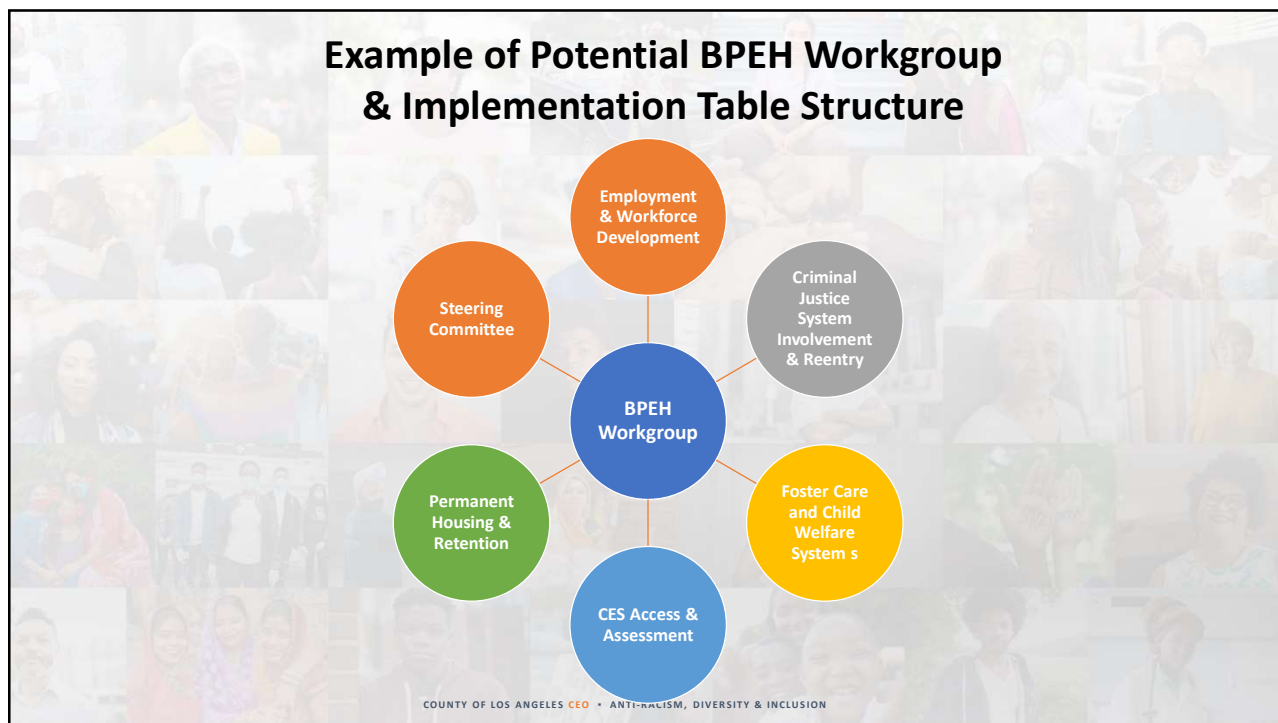 Example of Potential BPEH Workgroup
& Implementation Table Structure
Employment
& Workforce
Development
Steering
Committee
Criminal
Justice
System
Involvement
& Reentry
BPEH
Workgroup
Permanent
Housing &
Retention
Foster Care
and Child
Welfare
System s
CES Access &
Assessment
COUNTY OF LOS ANGELES CEO • ANTI-RACISM, DIVERSITY & INCLUSION